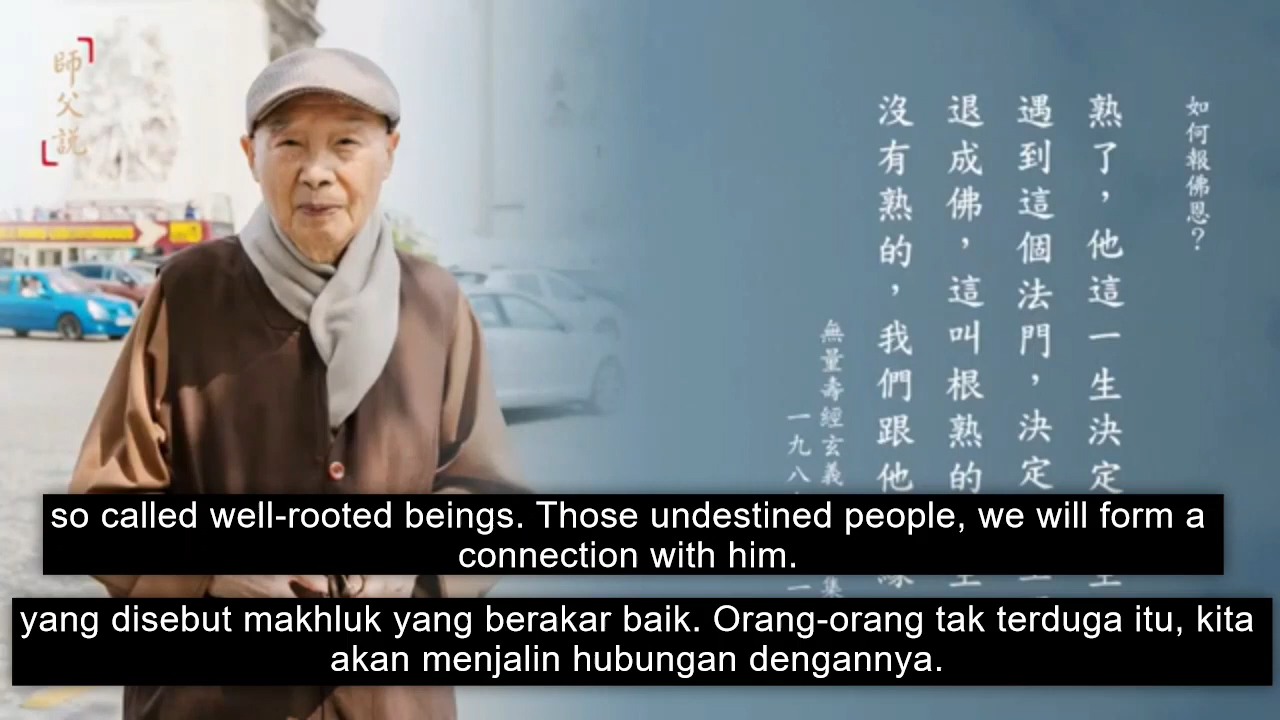 師父說
如何報佛恩？
熟了，他這一生決定
遇到這個法門，決定
退成佛，這叫根熟的
沒有熟的，我們跟他
無量壽經玄義 集
一九八
so called well-rooted beings. Those undestined people, we will form a
connection with him.
yang disebut makhluk yang berakar baik. Orang-orang tak terduga itu, kita
akan menjalin hubungan dengannya.